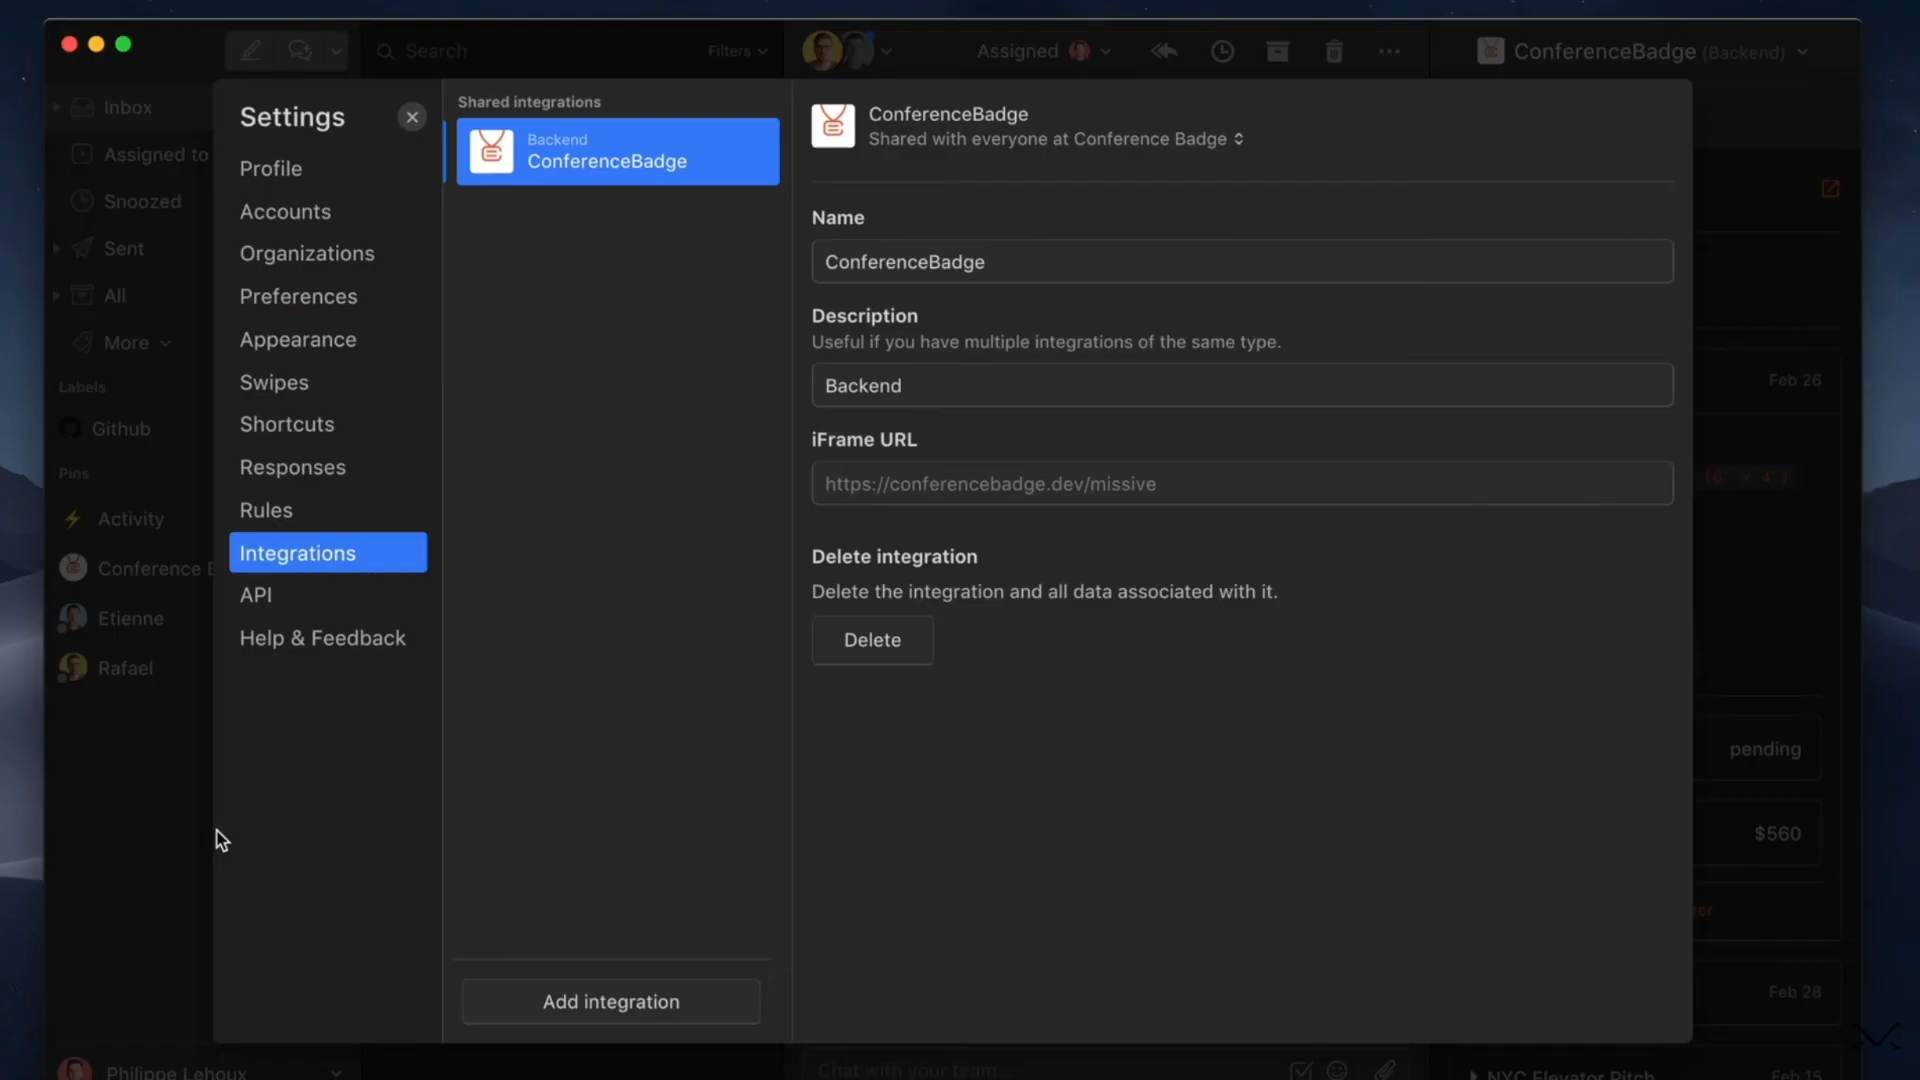 Search
Filters
Assigned
ConferenceBadge (Backend)
Inbox
Assigned to
Snoozed
Sent
All
More
Labels
Github
Pins
Activity
Conference B
Etienne
Rafael
Philippe Lehoux
Settings
Profile
Accounts
Organizations
Preferences
Appearance
Swipes
Shortcuts
Responses
Rules
Integrations
API
Help & Feedback
Shared integrations
Backend
ConferenceBadge
Add integration
ConferenceBadge
Shared with everyone at Conference Badge
Name
ConferenceBadge
Description
Useful if you have multiple integrations of the same type.
Backend
iFrame URL
https://conferencebadge.dev/missive
Delete integration
Delete the integration and all data associated with it.
Delete
Chat with your team...
Feb 26
pending
$560
Feb 28
NYC Elevator Pitch
Feb 15